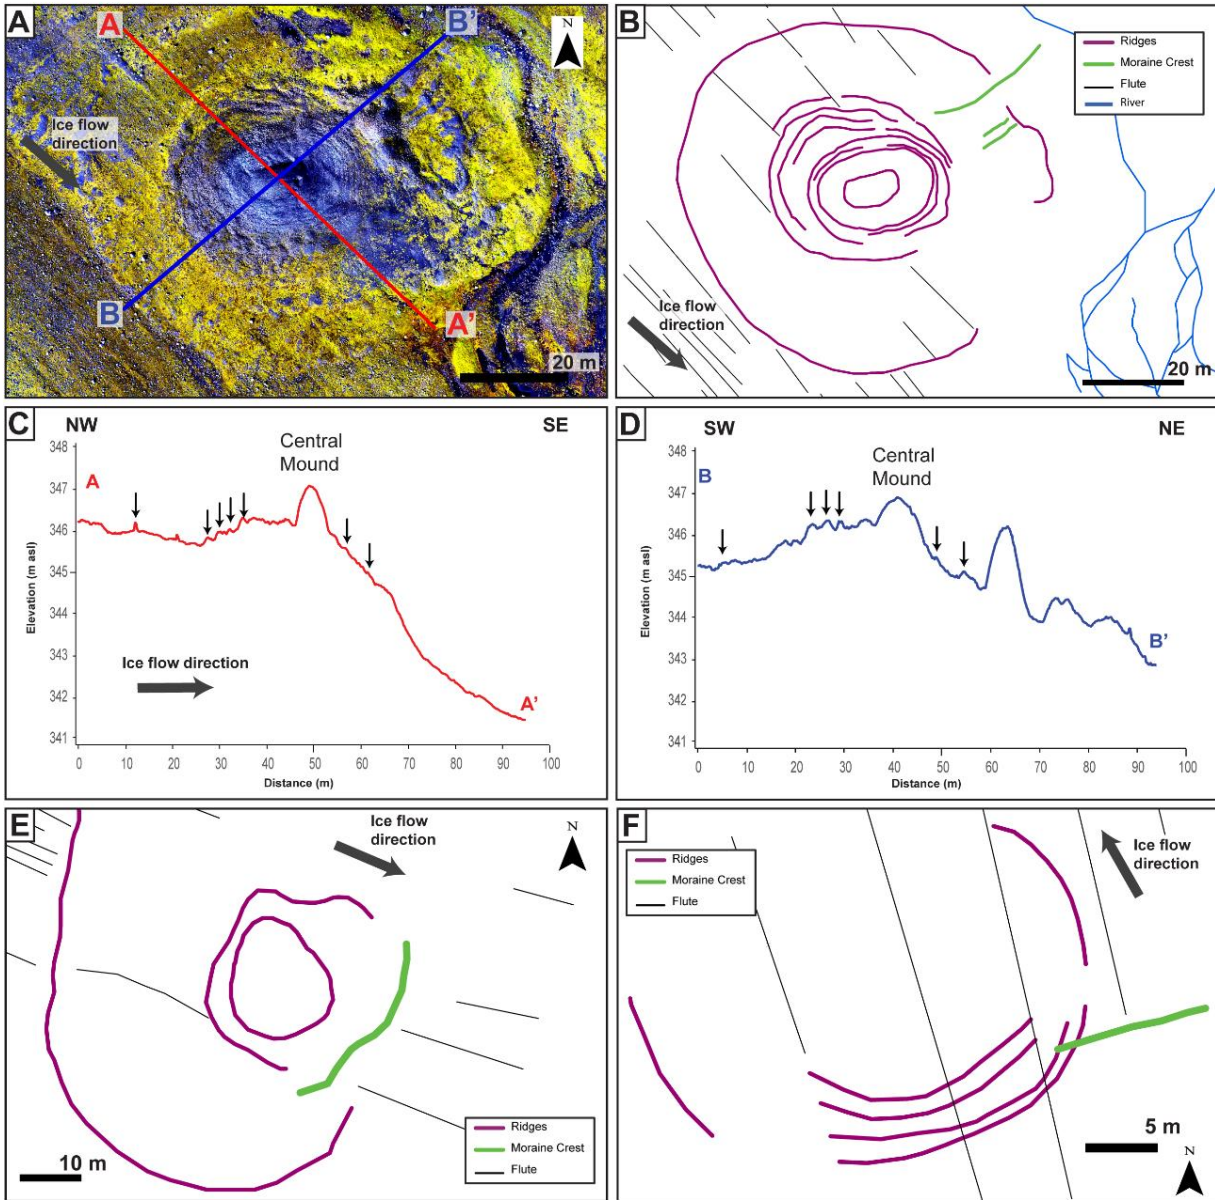 A
A
B'
N
Ice flow
direction
B
A'
20 m
B
Ridges
Moraine Crest
Flute
River
Ice flow
direction
20 m
C
NW
SE
Central
Mound
348
347
346
345
344
343
342
341
Elevation (m asl)
A
Ice flow direction
A'
0 10 20 30 40 50 60 70 80 90 100
Distance (m)
D
SW
NE
Central
Mound
348
347
346
345
344
343
342
341
Elevation (m asl)
B
B'
0 10 20 30 40 50 60 70 80 90 100
Distance (m)
E
Ice flow
direction
N
10 m
Ridges
Moraine Crest
Flute
F
Ridges
Moraine Crest
Flute
Ice flow
direction
5 m
N